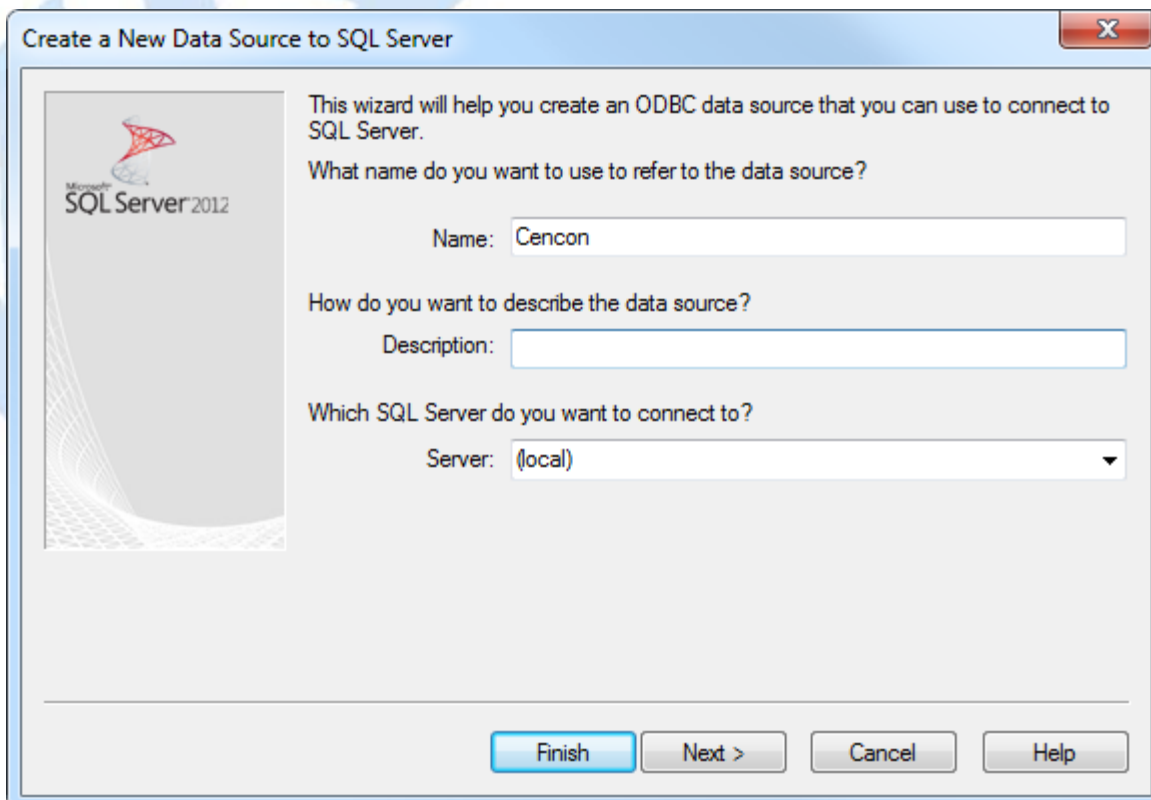 Create a New Data Source to SQL Server
Microsoft
SQL Server 2012
This wizard will help you create an ODBC data source that you can use to connect to
SQL Server.
What name do you want to use to refer to the data source?
Name: Cencon
How do you want to describe the data source?
Description:
Which SQL Server do you want to connect to?
Server: (local)
Finish Next > Cancel Help